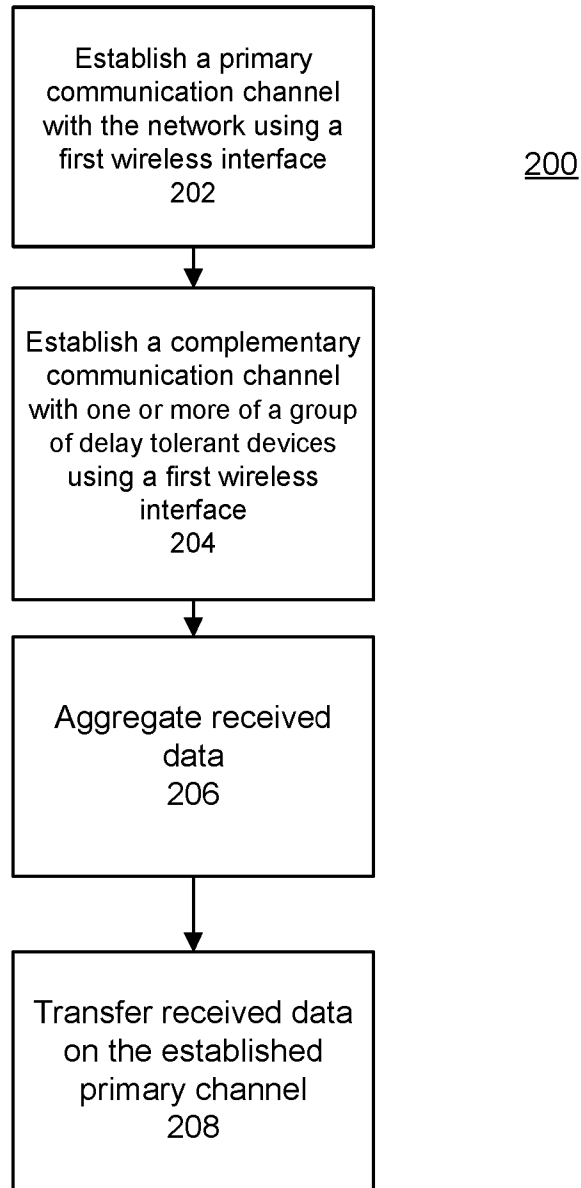 Establish a primary
communication channel
with the network using a
first wireless interface
202
200
Establish a complementary
communication channel
with one or more of a group
of delay tolerant devices
using a first wireless
interface
204
Aggregate received
data
206
Transfer received data
on the established
primary channel
208